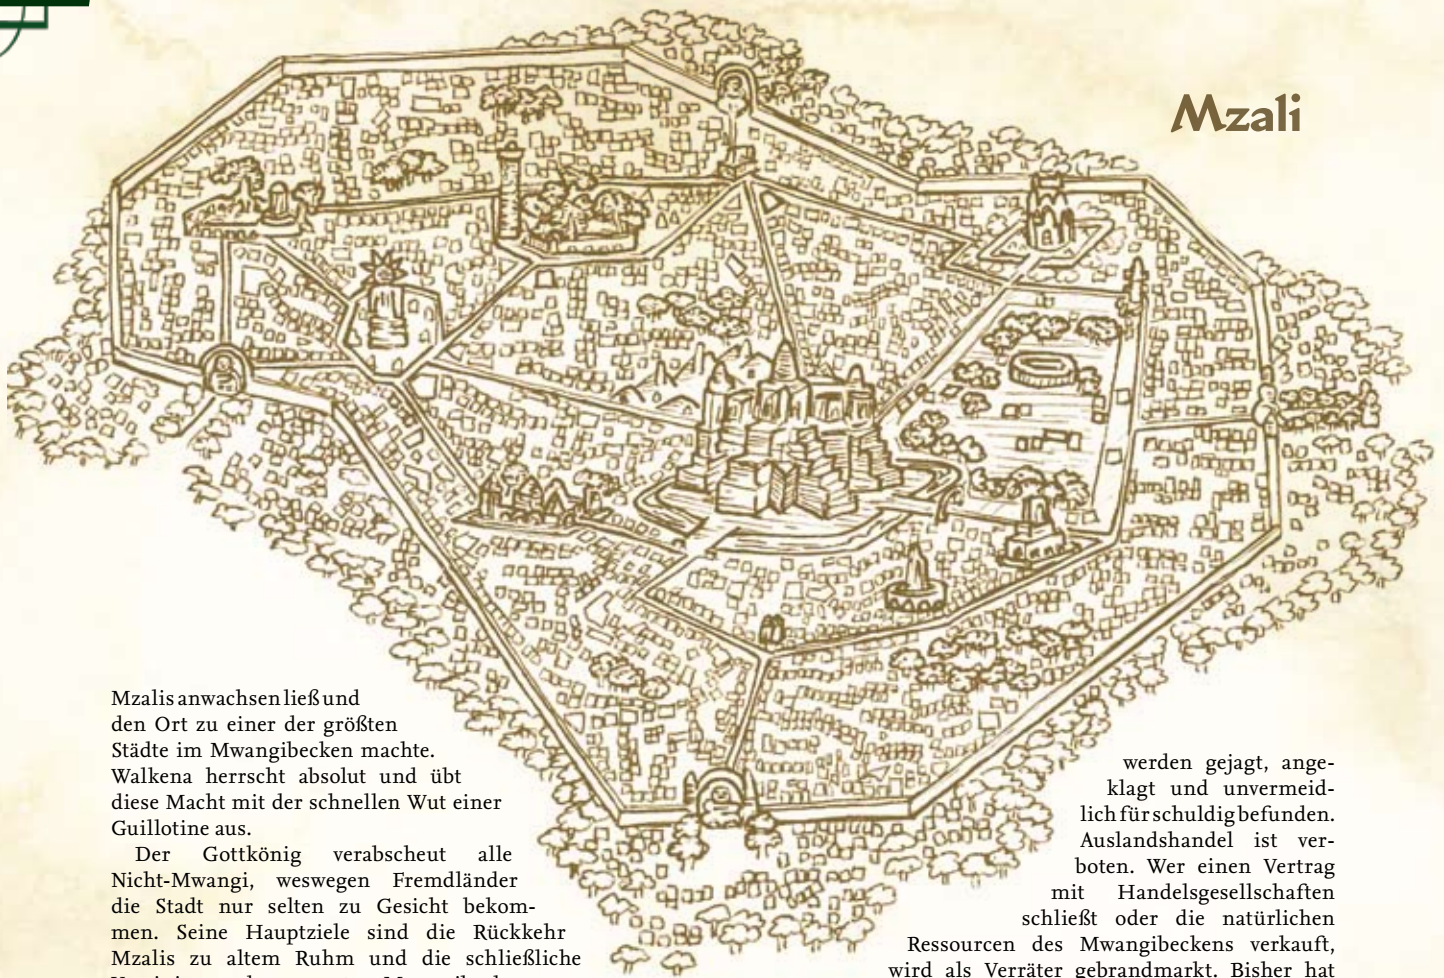 Mzali
Mzalis anwachsen ließ und
den Ort zu einer der größten
Städte im Mwangibecken machte.
Walkena herrscht absolut und übt
diese Macht mit der schnellen Wut einer
Guillotine aus.
Der Gottkönig verabscheut alle
Nicht-Mwangi, weswegen Fremdländer
die Stadt nur selten zu Gesicht bekom-
men. Seine Hauptziele sind die Rückkehr
Mzalis zu altem Ruhm und die schließliche
werden gejagt, ange-
klagt und unvermeid-
lich für schuldig befunden.
Auslandshandel ist ver-
boten. Wer einen Vertrag
mit Handelsgesellschaften
schließt oder die natürlichen
Ressourcen des Mwangibeckens verkauft,
wird als Verräter gebrandmarkt. Bisher hat